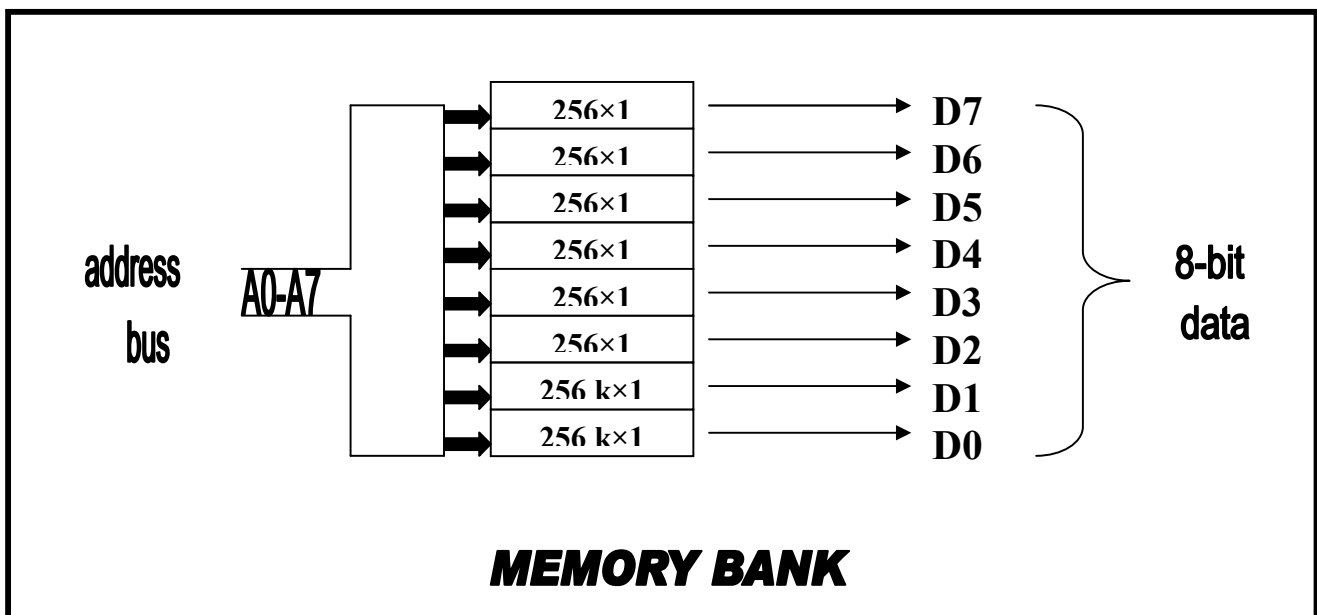 256×1 D7
256×1 D6
256×1 D5
address 256×1 D4 8-bit
A0-A7 256×1 D3 data
bus 256×1 D2
256 k×1 D1
256 k×1 D0
MEMORY BANK